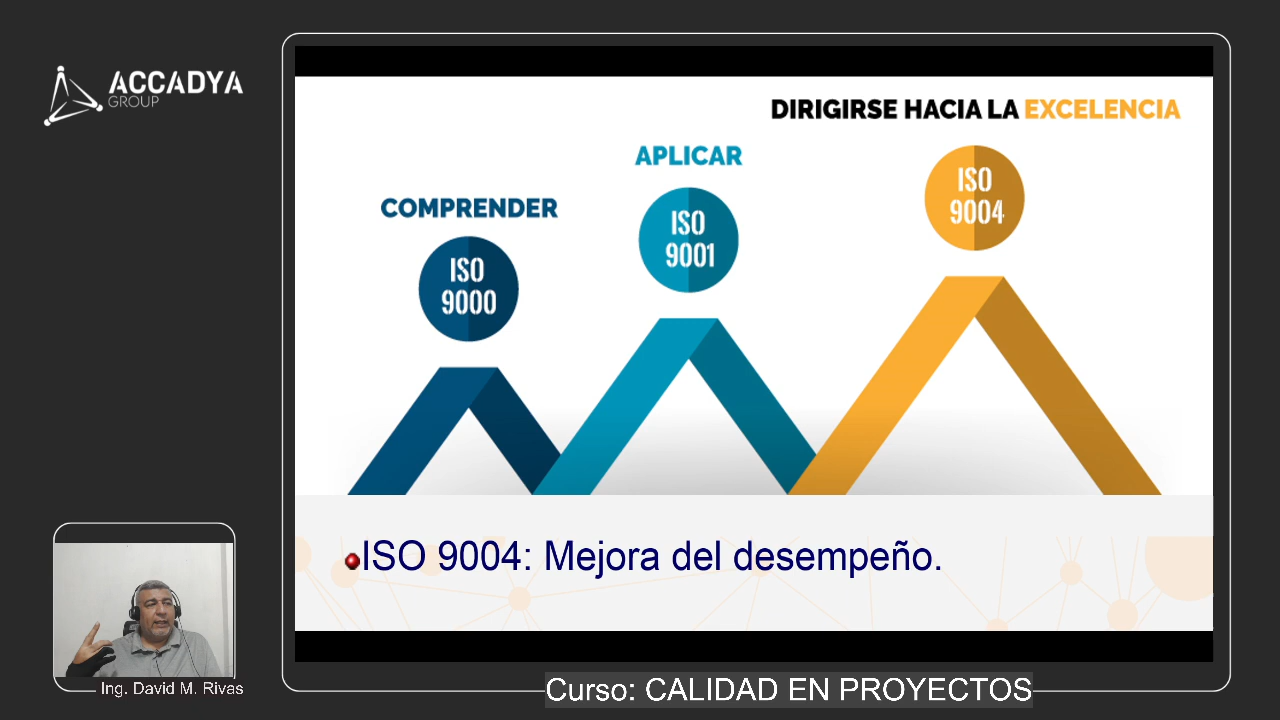 ACCADYA
GROUP
DIRIGIRSE HACIA LA EXCELENCIA
APLICAR
COMPRENDER
ISO
9004
ISO
9001
ISO
9000
ISO 9004: Mejora del desempeño.
Ing. David M. Rivas
Curso: CALIDAD EN PROYECTOS